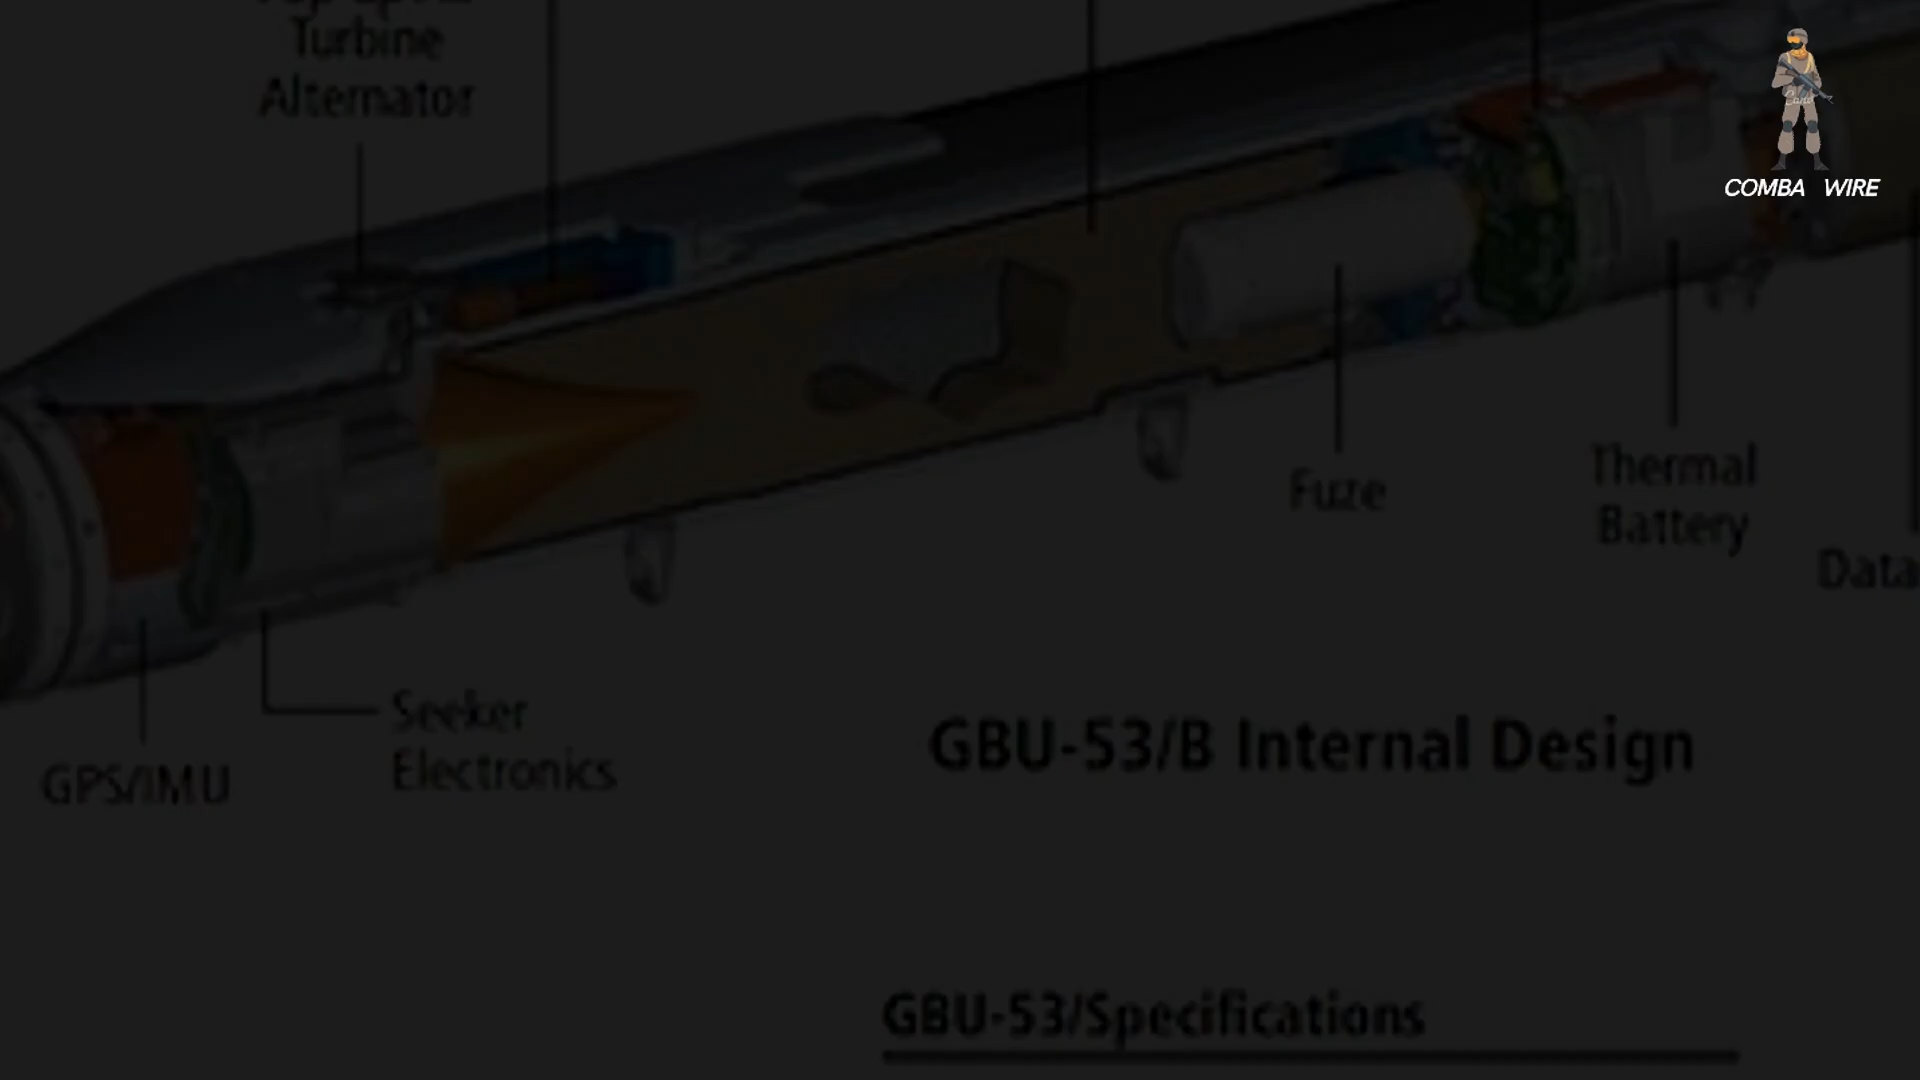 Turbine
Alternator
COMBA WIRE
Fuze
Thermal
Battery
Data
Seeker
Electronics
GPS/IMU
GBU-53/B Internal Design
GBU-53/Specifications